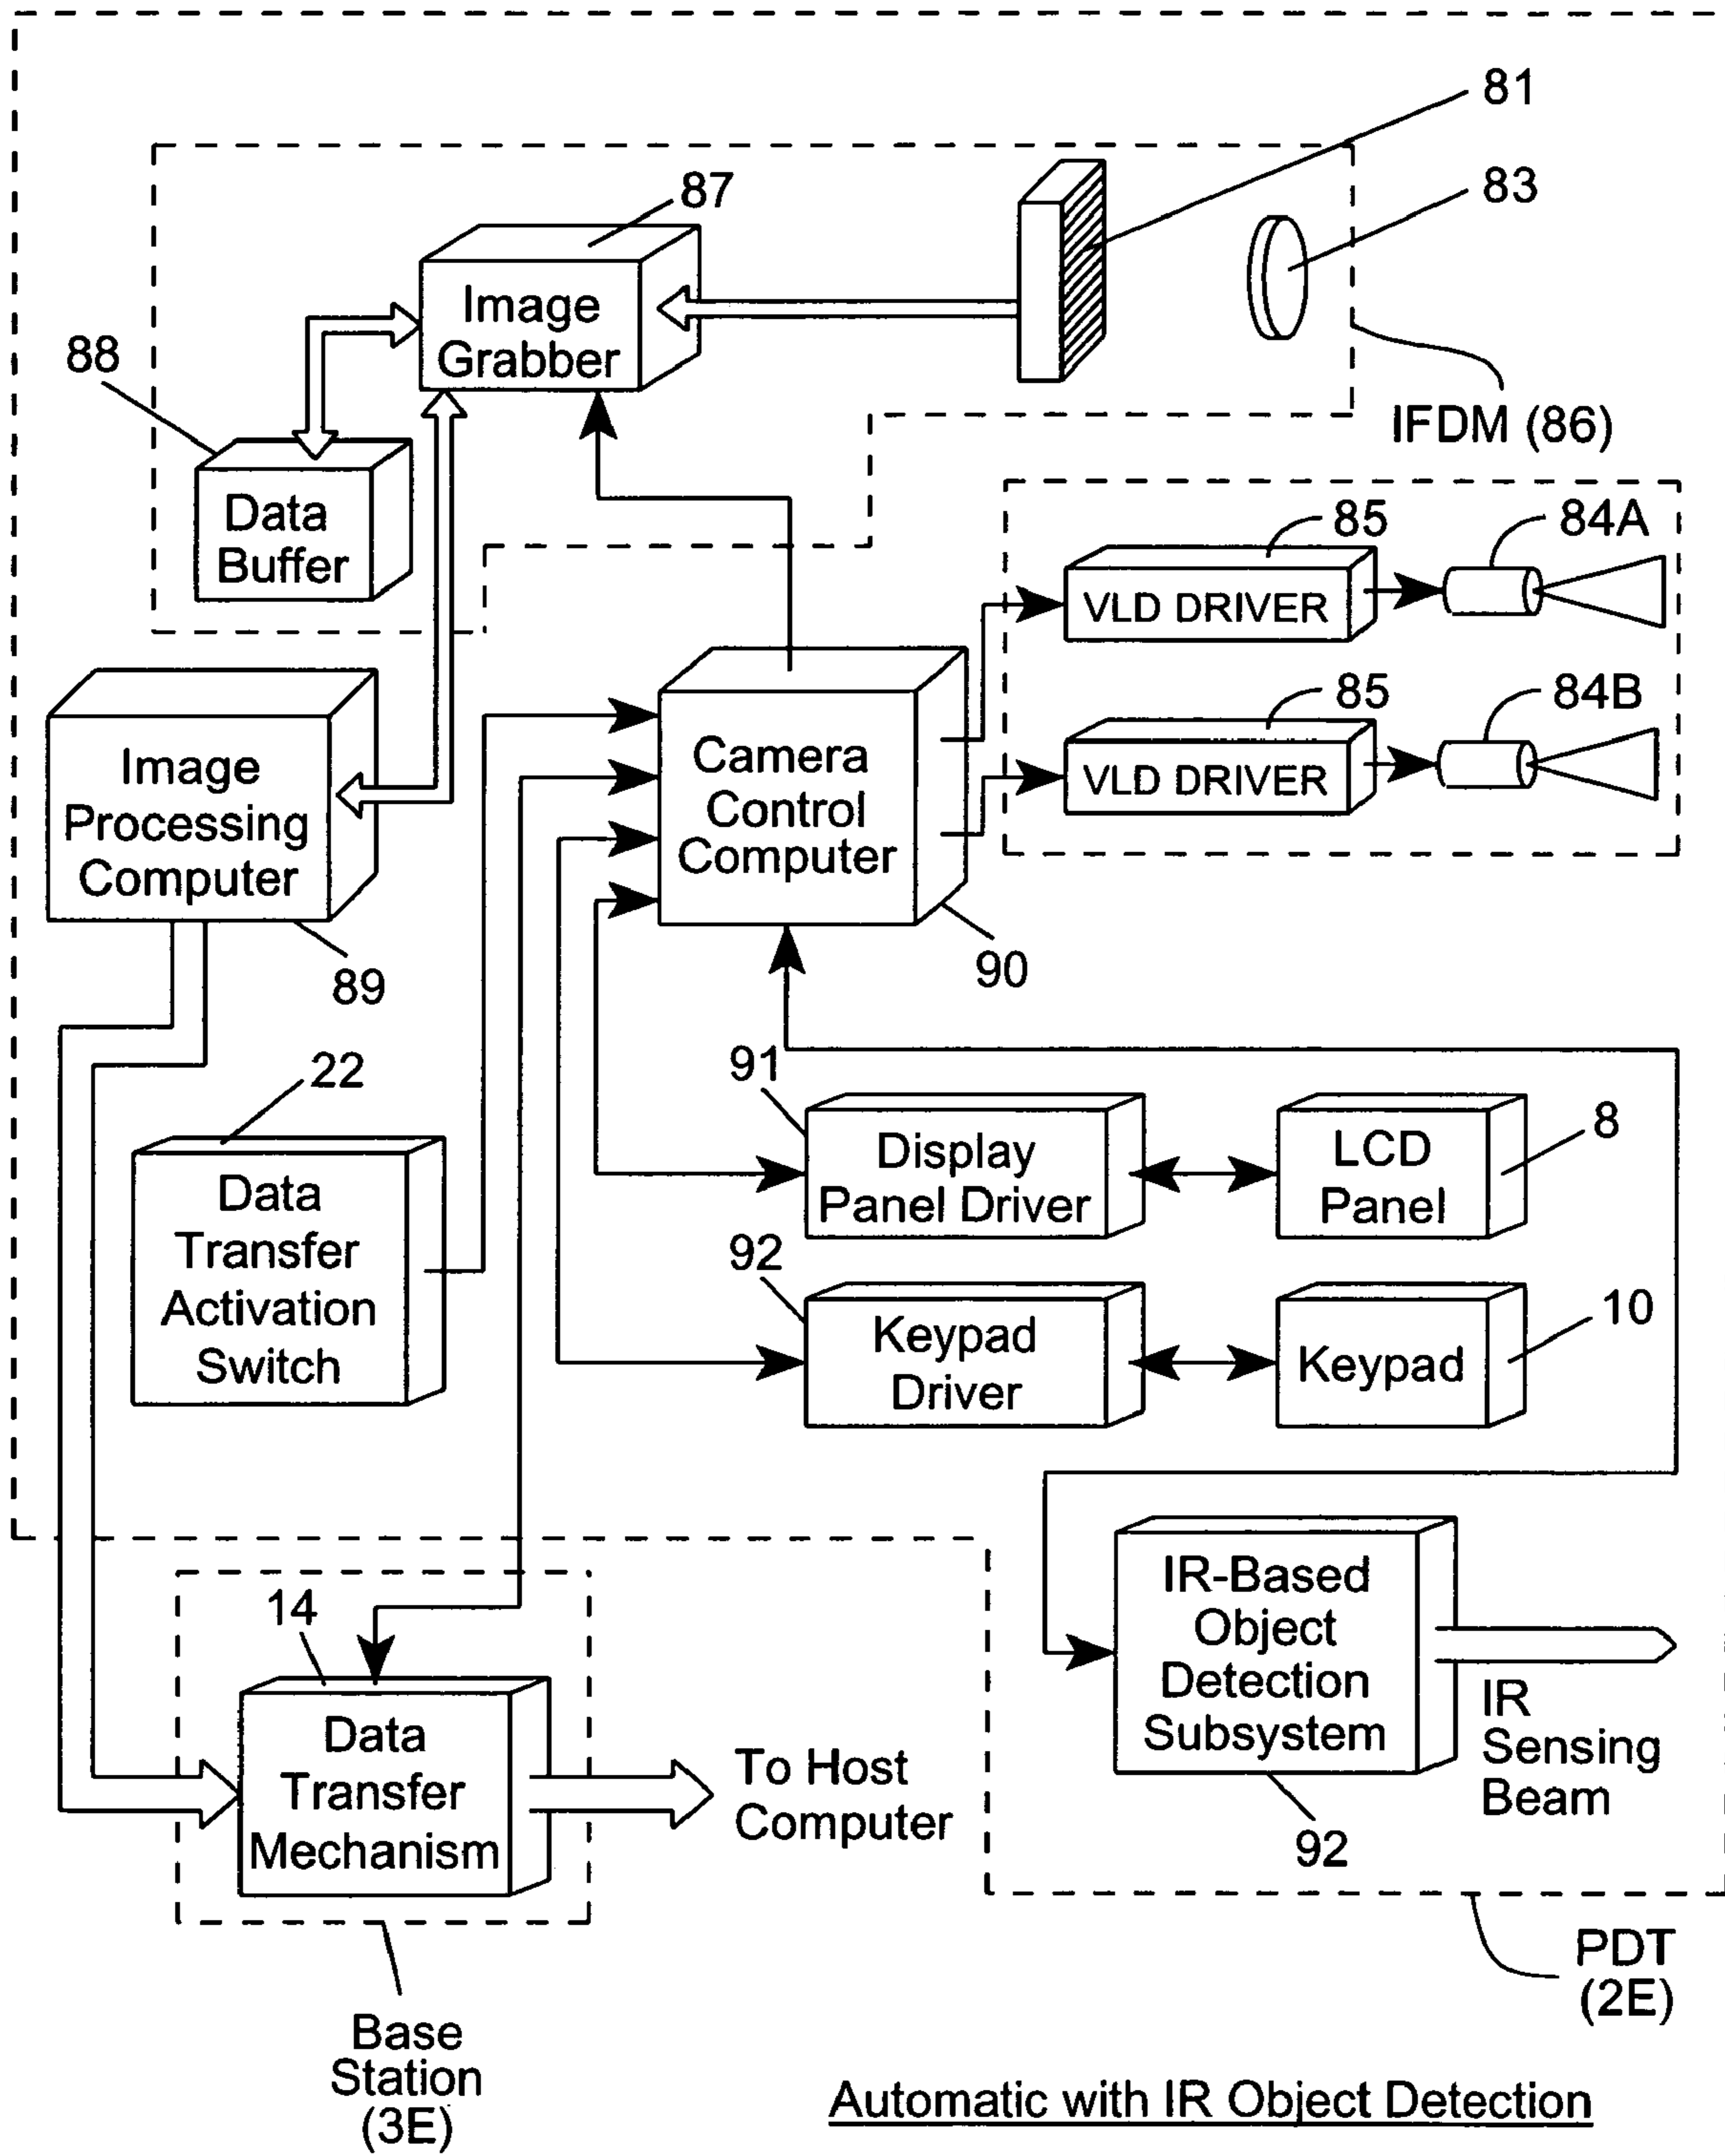 81
83
87
Image
Grabber
88
IFDM (86)
Data
Buffer
85
84A
VLD DRIVER
85
84B
VLD DRIVER
Image
Processing
Computer
89
Camera
Control
Computer
90
22
Data
Transfer
Activation
Switch
91
Display
Panel Driver
LCD
Panel
8
92
Keypad
Driver
Keypad
10
14
Data
Transfer
Mechanism
To Host
Computer
IR-Based
Object
Detection
Subsystem
92
IR
Sensing
Beam
PDT
(2E)
Base
Station
(3E)
Automatic with IR Object Detection